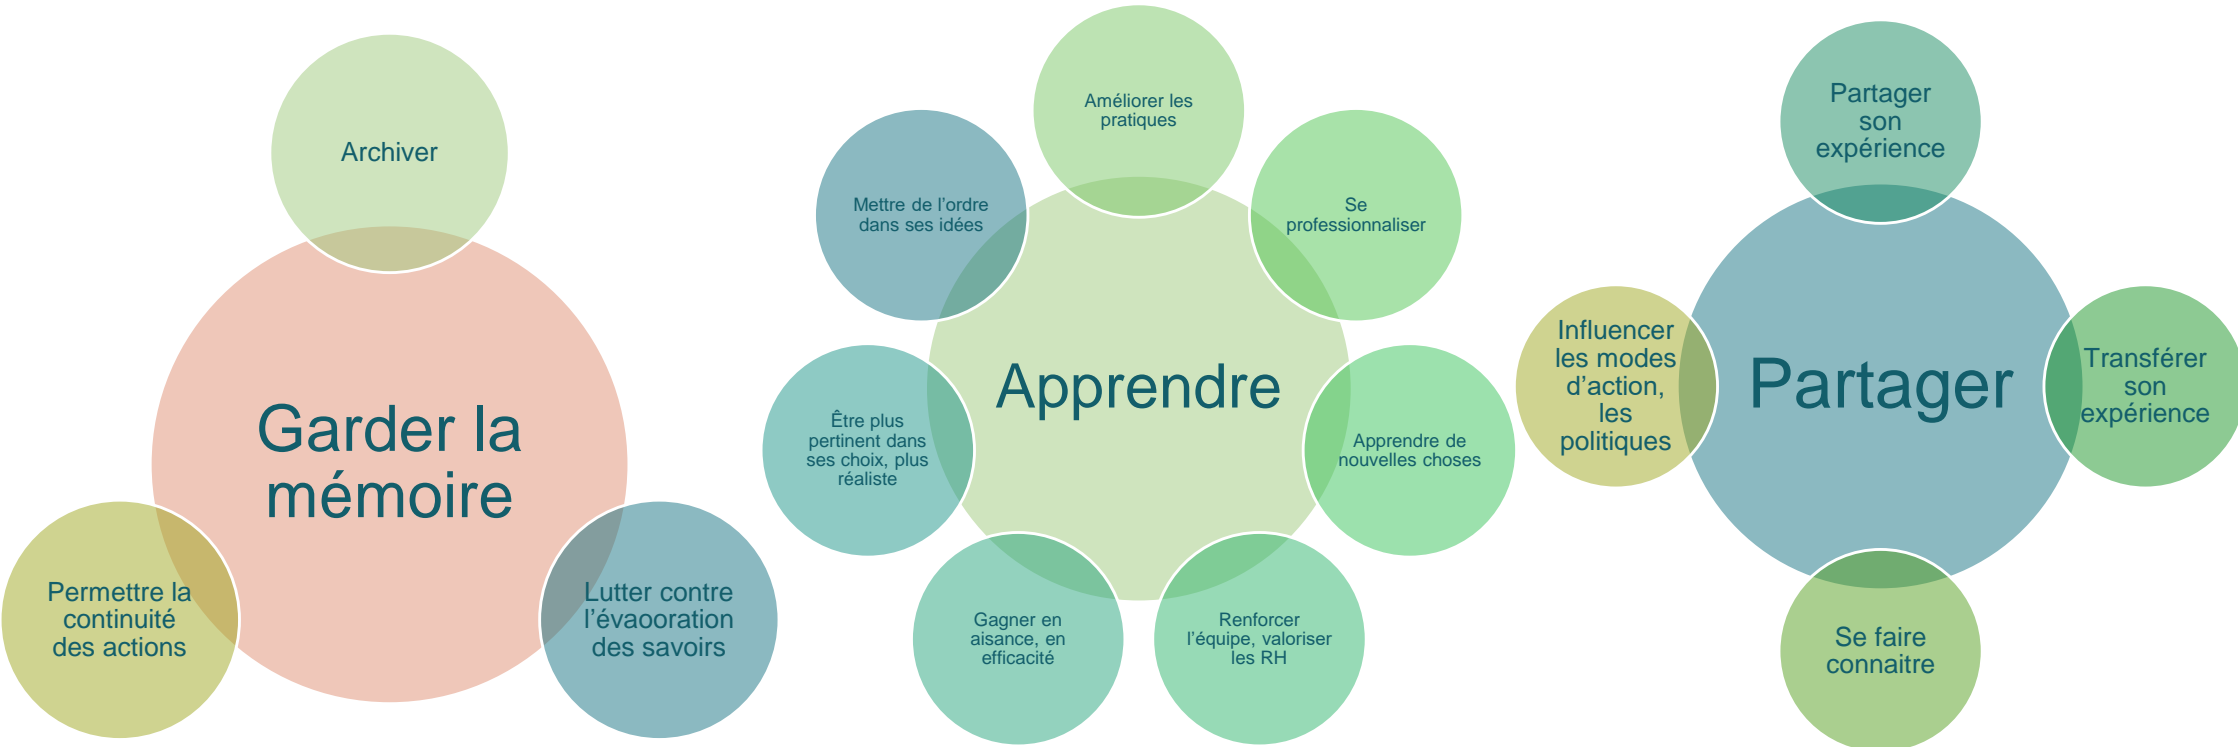 Archiver
Garder la
mémoire
Permettre la
continuité
des actions
Lutter contre
l’évaooration
des savoirs
Améliorer les
pratiques
Mettre de l’ordre
dans ses idées
Se
professionnaliser
Apprendre
Être plus
pertinent dans
ses choix, plus
réaliste
Apprendre de
nouvelles choses
Gagner en
aisance, en
efficacité
Renforcer
l’équipe, valoriser
les RH
Partager
son
expérience
Influencer
les modes
d’action,
les
politiques
Partager
Transférer
son
expérience
Se faire
connaitre